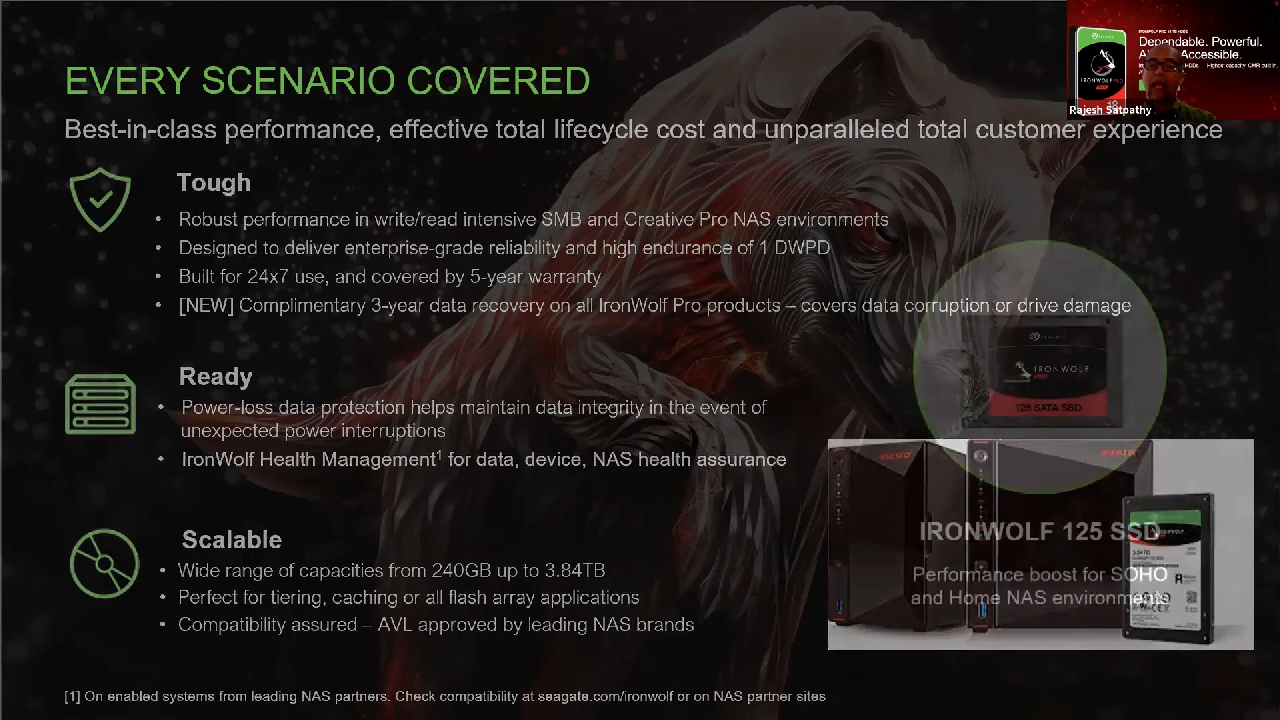 EVERY SCENARIO COVERED
Best-in-class performance, effective total lifecycle cost and unparalleled total customer experience
Dependable. Powerful.
Accessible.
Rajesh Satpathy
Tough
• Robust performance in write/read intensive SMB and Creative Pro NAS environments
• Designed to deliver enterprise-grade reliability and high endurance of 1 DWPD
• Built for 24x7 use, and covered by 5-year warranty
• [NEW] Complimentary 3-year data recovery on all IronWolf Pro products – covers data corruption or drive damage
Ready
• Power-loss data protection helps maintain data integrity in the event of
unexpected power interruptions
• IronWolf Health Management¹ for data, device, NAS health assurance
Scalable
• Wide range of capacities from 240GB up to 3.84TB
• Perfect for tiering, caching or all flash array applications
• Compatibility assured – AVL approved by leading NAS brands
IRONWOLF
125 SATA SSD
IRONWOLF 125 SSD
Performance boost for SOHO
and Home NAS environments
3.84TB
[1] On enabled systems from leading NAS partners. Check compatibility at seagate.com/ironwolf or on NAS partner sites